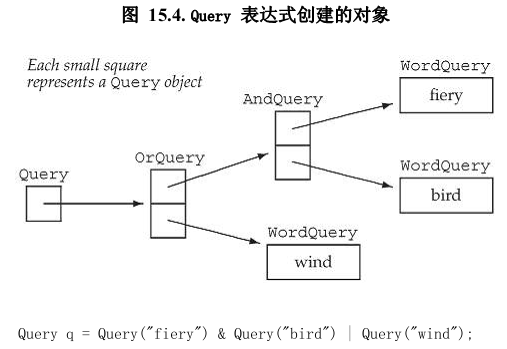 图 15.4. Query 表达式创建的对象
Each small square
represents a Query object
WordQuery
fiery
AndQuery
OrQuery
WordQuery
Query
bird
WordQuery
wind
Query q = Query("fiery") & Query("bird") | Query("wind");